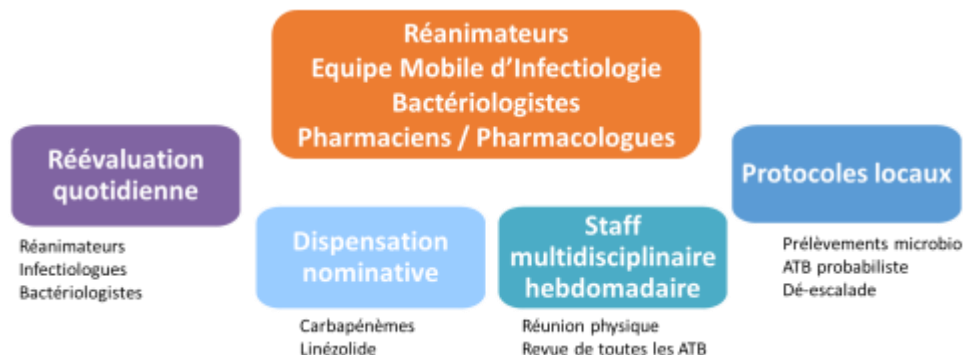 Réanimateurs
Equipe Mobile d'Infectiologie
Bactériologistes
Pharmaciens / Pharmacologues
Réévaluation
quotidienne
Réanimateurs
Infectiologues
Bactériologistes
Dispensation
nominative
Carbapénèmes
Linézolide
Staff
multidisciplinaire
hebdomadaire
Réunion physique
Revue de toutes les ATB
Protocoles locaux
Prélèvements microbio
ATB probabiliste
Dé-escalade